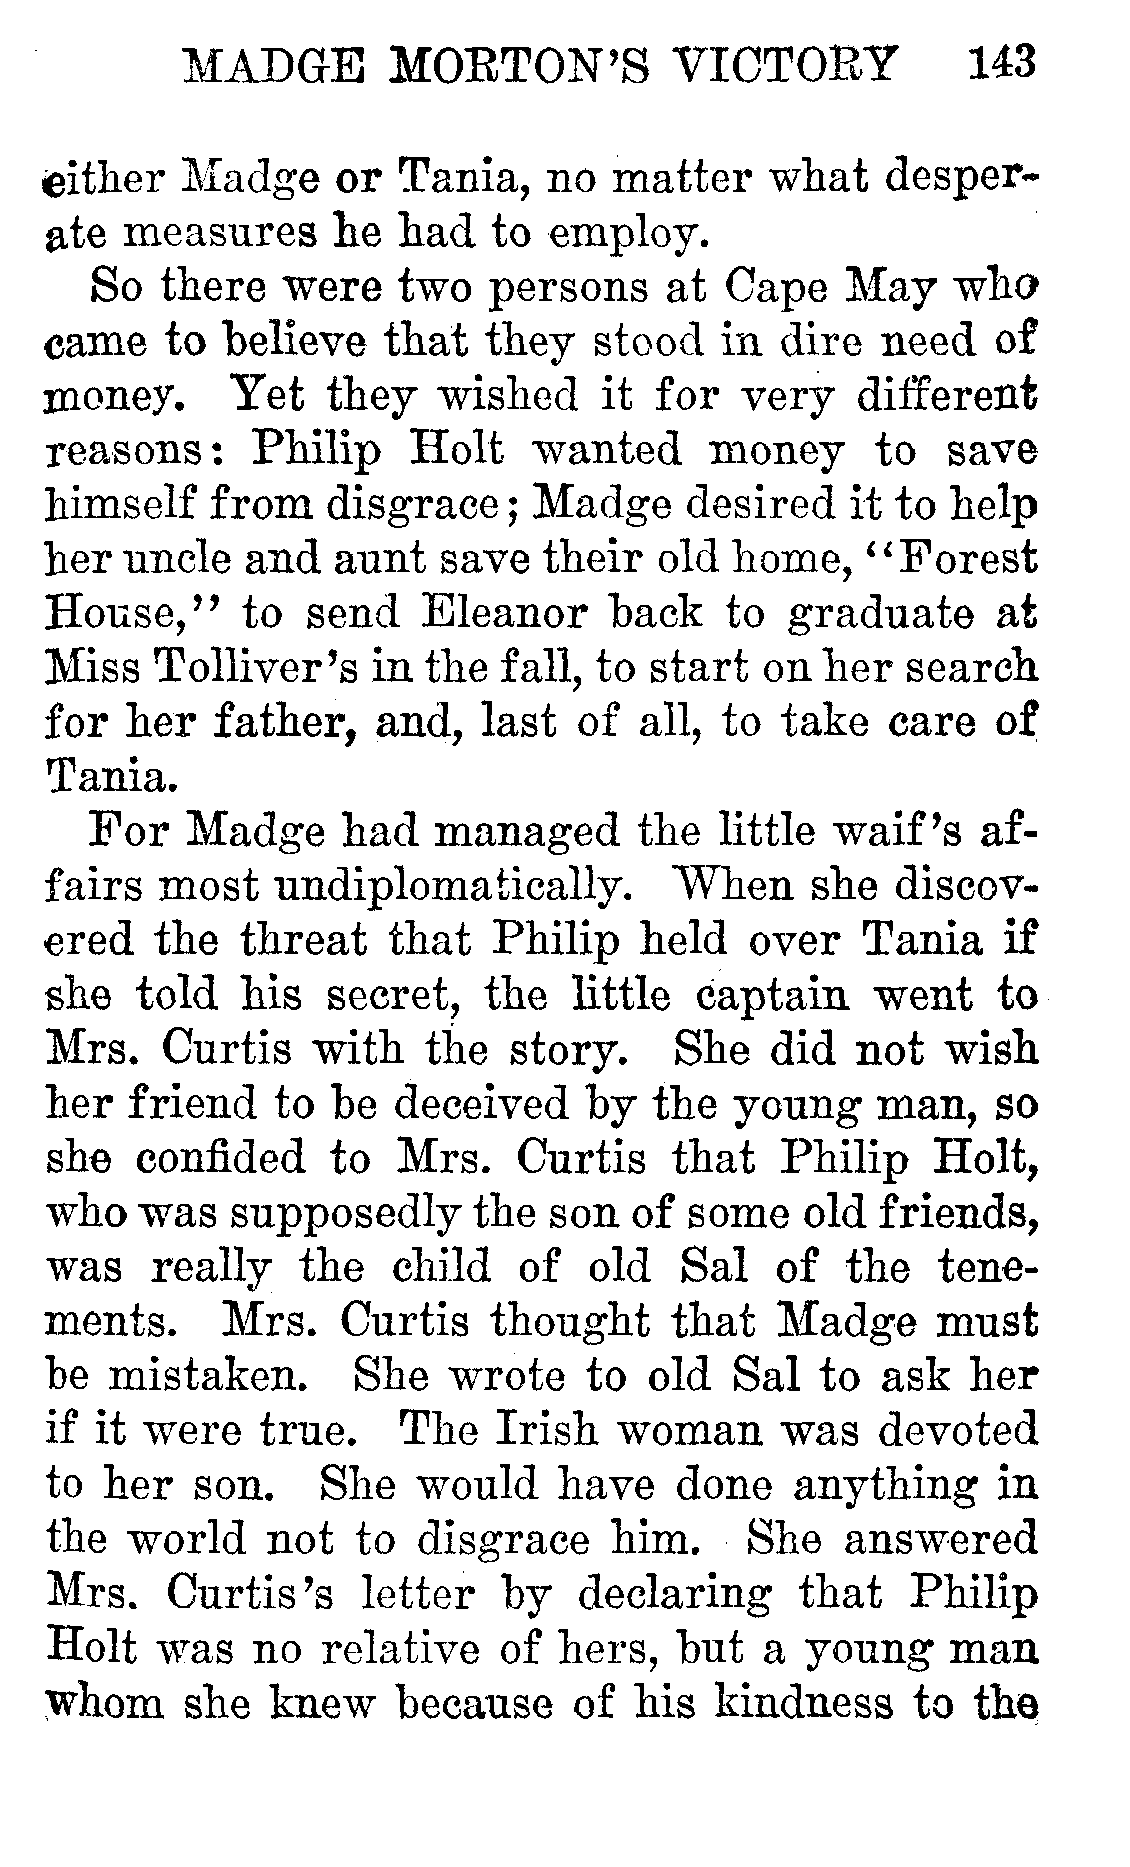 MADGE MORTON'S VICTORY 143
either Madge or Tania, no matter what desper-
ate measures he had to employ.
So there were two persons at Cape May who
came to believe that they stood in dire need of
money. Yet they wished it for very different
reasons: Philip Holt wanted money to save
himself from disgrace; Madge desired it to help
her uncle and aunt save their old home, "Forest
House," to send Eleanor back to graduate at
Miss Tolliver's in the fall, to start on her search
for her father, and, last of all, to take care of
Tania.
For Madge had managed the little waif's af-
fairs most undiplomatically. When she discov-
ered the threat that Philip held over Tania if
she told his secret, the little captain went to
Mrs. Curtis with the story. She did not wish
her friend to be deceived by the young man, so
she confided to Mrs. Curtis that Philip Holt,
who was supposedly the son of some old friends,
was really the child of old Sal of the tene-
ments. Mrs. Curtis thought that Madge must
be mistaken. She wrote to old Sal to ask her
if it were true. The Irish woman was devoted
to her son. She would have done anything in
the world not to disgrace him. She answered
Mrs. Curtis's letter by declaring that Philip
Holt was no relative of hers, but a young man
whom she knew because of his kindness to the